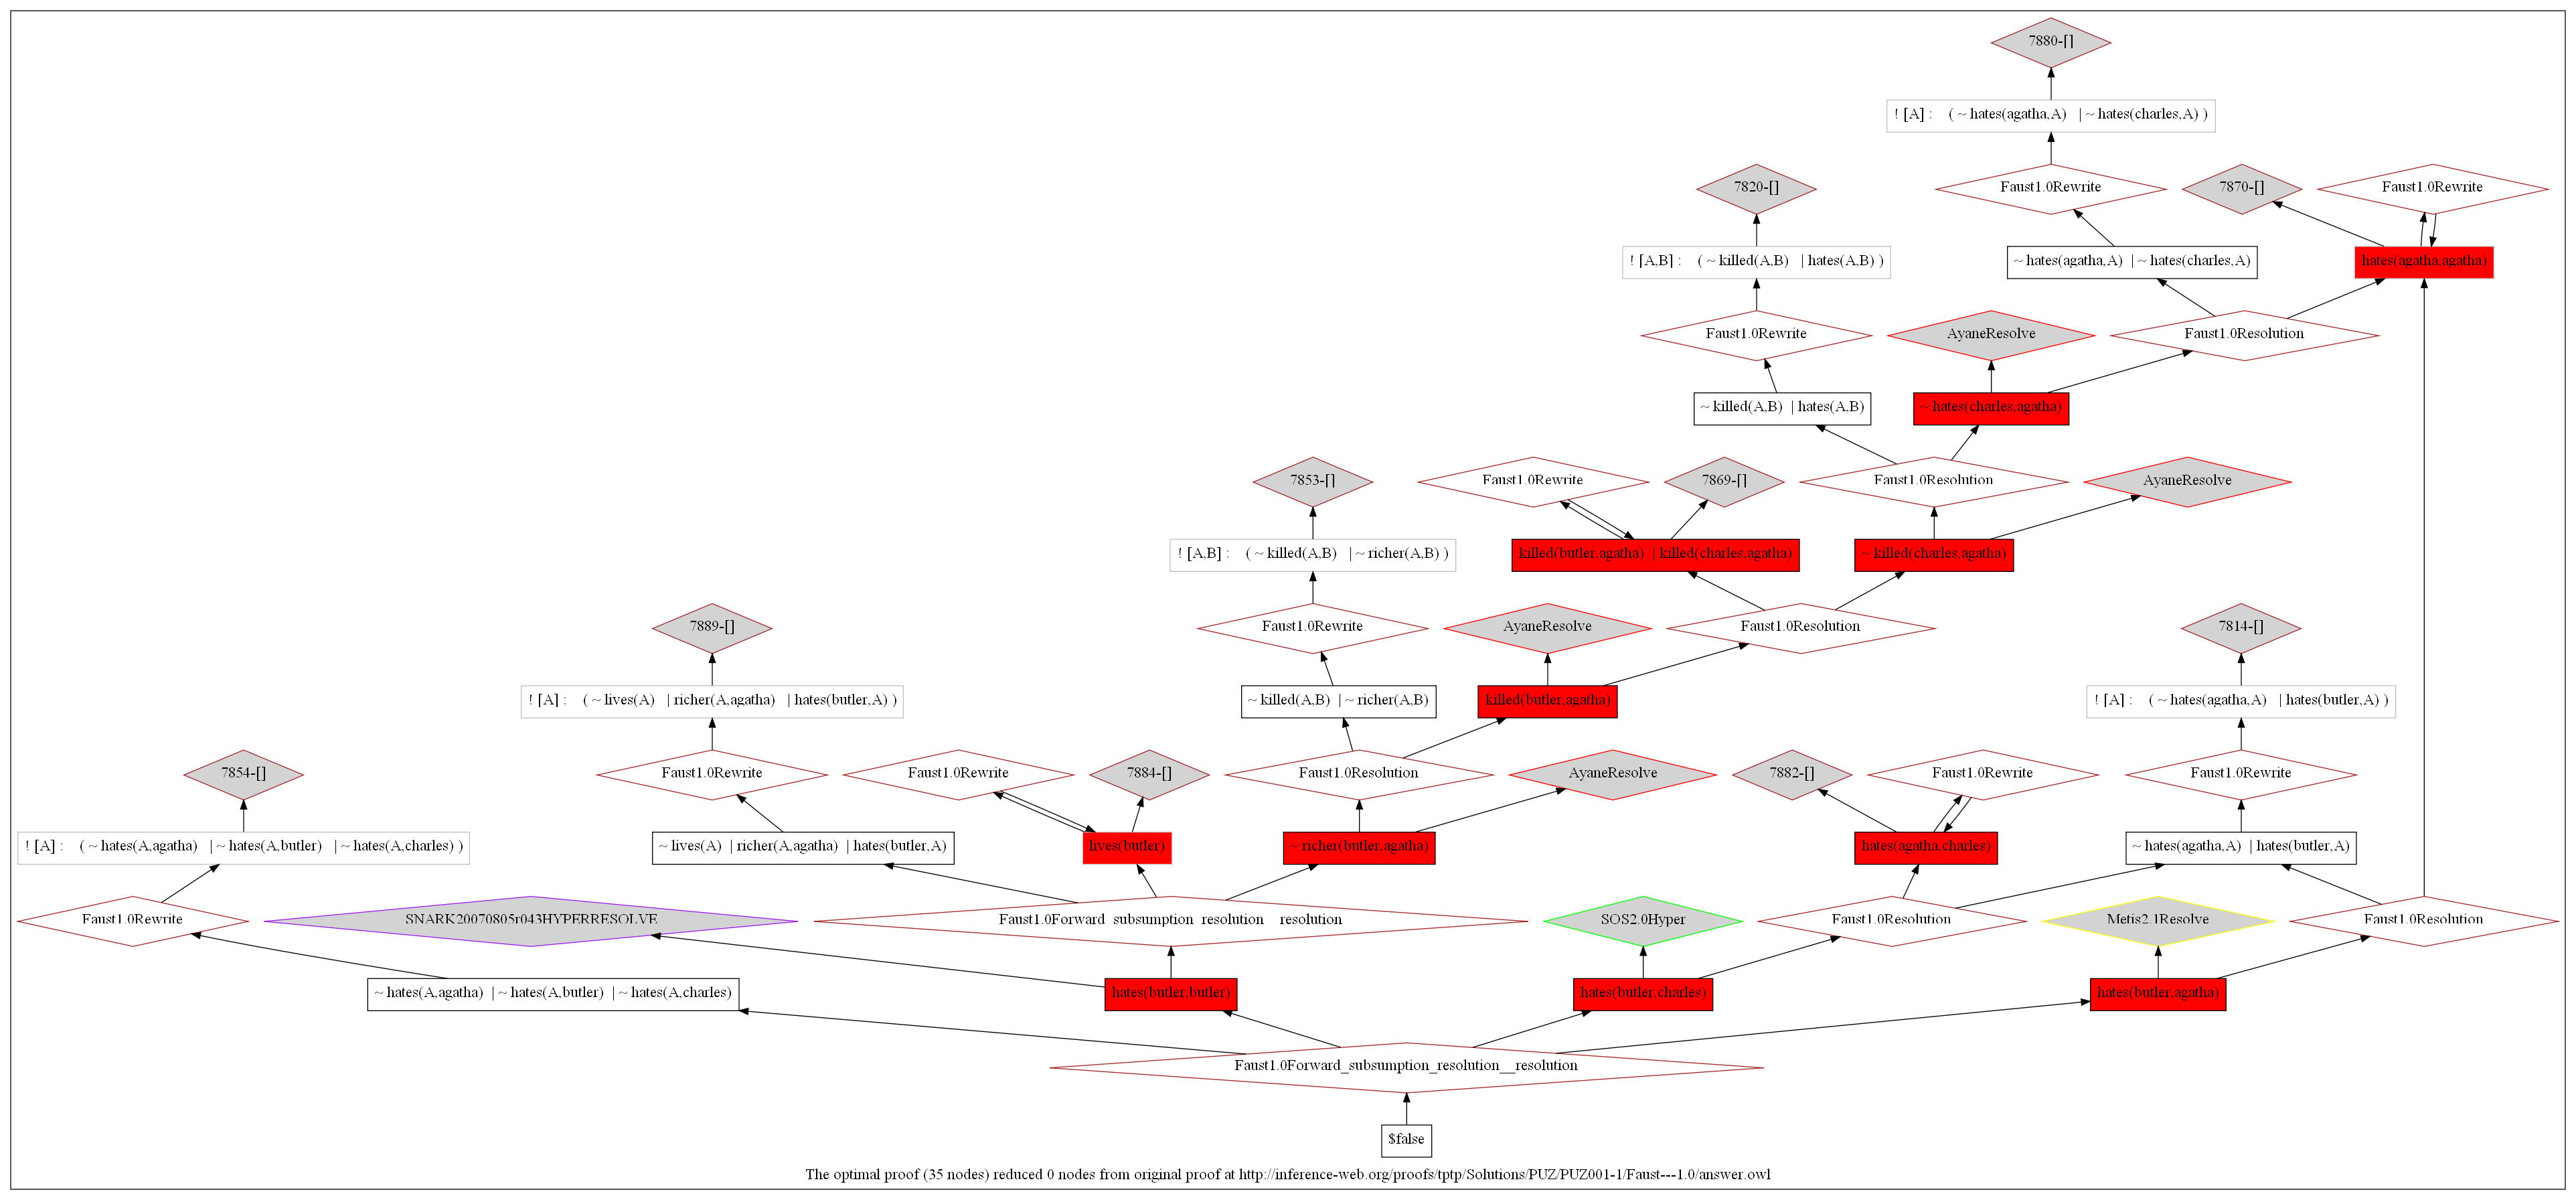 7880-[]
! [A] : ( ~ hates(agatha,A) | ~ hates(charles,A) )
7820-[]
Faust1.0Rewrite
7870-[]
Faust1.0Rewrite
! [A,B] : ( ~ killed(A,B) | hates(A,B) )
~ hates(agatha,A) | ~ hates(charles,A)
hates(agatha,agatha)
Faust1.0Rewrite
AyaneResolve
Faust1.0Resolution
~ killed(A,B) | hates(A,B)
~ hates(charles,agatha)
7853-[]
Faust1.0Rewrite
7869-[]
Faust1.0Resolution
AyaneResolve
! [A,B] : ( ~ killed(A,B) | ~ richer(A,B) )
killed(butler,agatha) | killed(charles,agatha)
~ killed(charles,agatha)
7889-[]
Faust1.0Rewrite
AyaneResolve
Faust1.0Resolution
7814-[]
! [A] : ( ~ lives(A) | richer(A,agatha) | hates(butler,A) )
~ killed(A,B) | ~ richer(A,B)
killed(butler,agatha)
! [A] : ( ~ hates(agatha,A) | hates(butler,A) )
7854-[]
Faust1.0Rewrite
Faust1.0Rewrite
7884-[]
Faust1.0Resolution
AyaneResolve
7882-[]
Faust1.0Rewrite
Faust1.0Rewrite
! [A] : ( ~ hates(A,agatha) | ~ hates(A,butler) | ~ hates(A,charles) )
~ lives(A) | richer(A,agatha) | hates(butler,A)
lives(butler)
~ richer(butler,agatha)
hates(agatha,charles)
~ hates(agatha,A) | hates(butler,A)
Faust1.0Rewrite
SNARK20070805r043HYPERRESOLVE
Faust1.0Forward_subsumption_resolution__resolution
SOS2.0Hyper
Faust1.0Resolution
Metis2.1Resolve
Faust1.0Resolution
~ hates(A,agatha) | ~ hates(A,butler) | ~ hates(A,charles)
hates(butler,butler)
hates(butler,charles)
hates(butler,agatha)
Faust1.0Forward_subsumption_resolution__resolution
$false
The optimal proof (35 nodes) reduced 0 nodes from original proof at http://inference-web.org/proofs/tptp/Solutions/PUZ/PUZ001-1/Faust---1.0/answer.owl